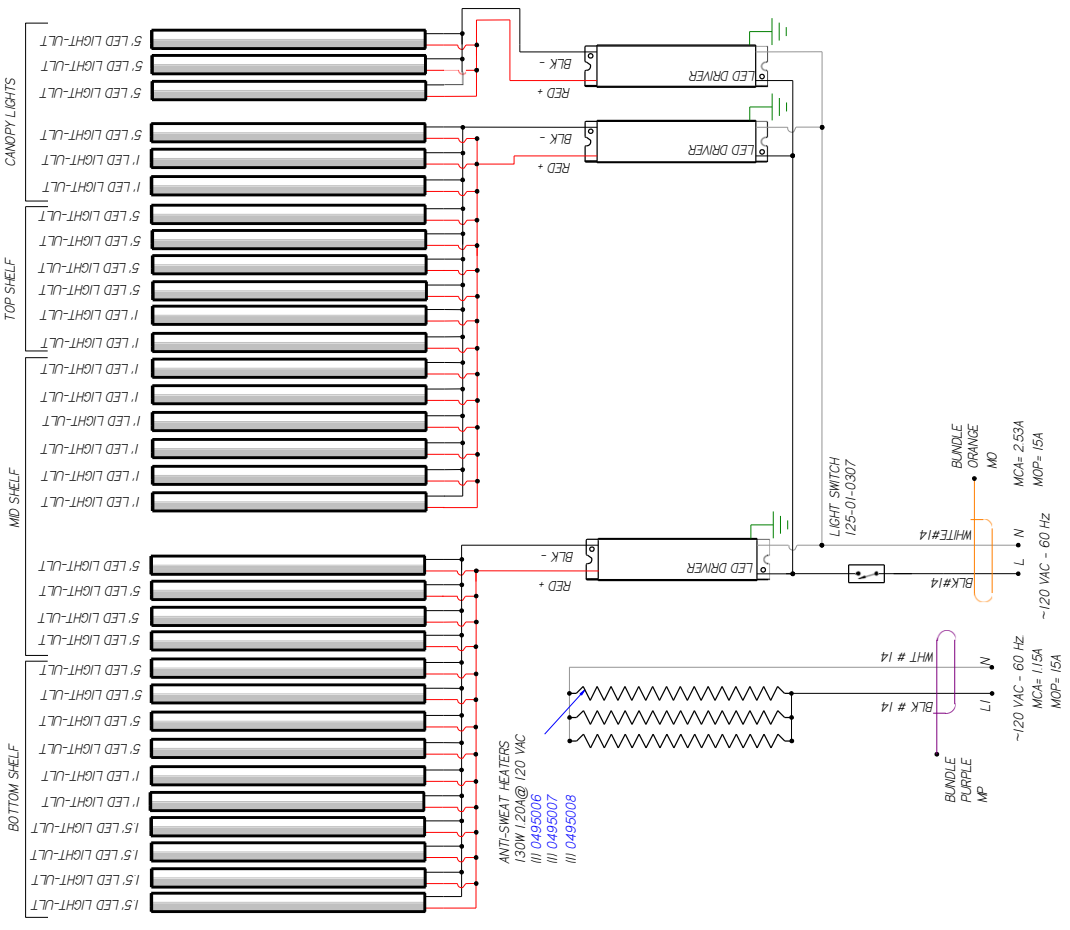 CANOPY LIGHTS
5' LED LIGHT-ULT
5' LED LIGHT-ULT
5' LED LIGHT-ULT
5' LED LIGHT-ULT
1' LED LIGHT-ULT
1' LED LIGHT-ULT
TOP SHELF
5' LED LIGHT-ULT
5' LED LIGHT-ULT
5' LED LIGHT-ULT
5' LED LIGHT-ULT
1' LED LIGHT-ULT
1' LED LIGHT-ULT
MID SHELF
1' LED LIGHT-ULT
1' LED LIGHT-ULT
1' LED LIGHT-ULT
1' LED LIGHT-ULT
1' LED LIGHT-ULT
1' LED LIGHT-ULT
5' LED LIGHT-ULT
5' LED LIGHT-ULT
5' LED LIGHT-ULT
5' LED LIGHT-ULT
BOTTOM SHELF
5' LED LIGHT-ULT
5' LED LIGHT-ULT
5' LED LIGHT-ULT
5' LED LIGHT-ULT
1' LED LIGHT-ULT
1' LED LIGHT-ULT
1.5' LED LIGHT-ULT
1.5' LED LIGHT-ULT
1.5' LED LIGHT-ULT
1.5' LED LIGHT-ULT
BLK -
RED +
LED DRIVER
BLK -
RED +
LED DRIVER
BLK -
RED +
LED DRIVER
LIGHT SWITCH
125-01-0307
WHITE#14
BLK#14
BUNDLE
ORANGE
MO
L
N
~120 VAC - 60 Hz
MCA= 2.53A
MOP= 15A
ANTI-SWEAT HEATERS
130W 1.20A@ 120 VAC
111 0495006
111 0495007
111 0495008
WHT # 14
BLK # 14
BUNDLE
PURPLE
MP
L1
N
~120 VAC - 60 Hz
MCA= 1.15A
MOP= 15A